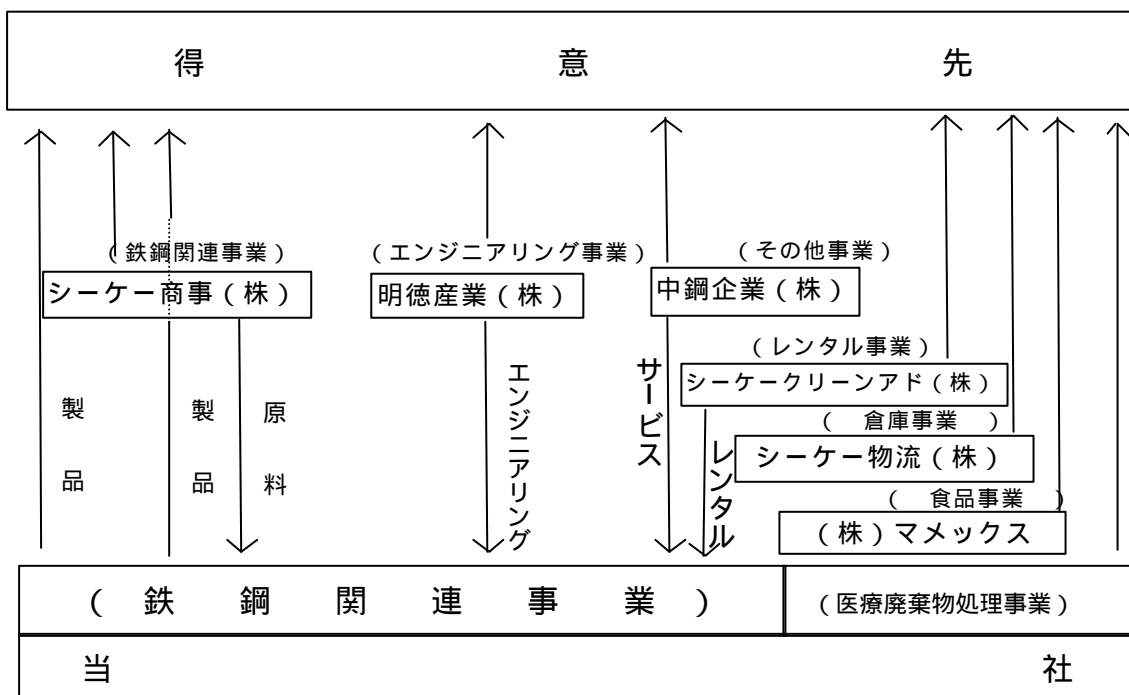 得意先
（鉄鋼関連事業）
シーケー商事（株）
（エンジニアリング事業）
明徳産業（株）
（その他事業）
中鋼企業（株）
（レンタル事業）
シーケークリーンアド（株）
（倉庫事業）
シーケー物流（株）
（食品事業）
（株）マメックス
製品
製品
原料
エンジニアリング
サービス
レンタル
（鉄鋼関連事業）
（医療廃棄物処理事業）
当社